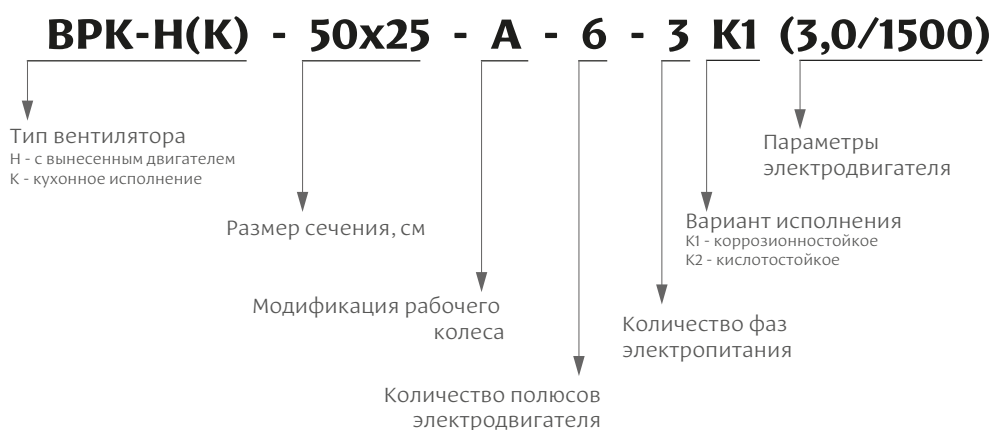 ВРК-Н(К) - 50х25 - А - 6 - 3 К1 (3,0/1500)
Тип вентилятора
Н - с вынесенным двигателем
К - кухонное исполнение
Размер сечения, см
Модификация рабочего
колеса
Количество полюсов
электродвигателя
Количество фаз
электропитания
Вариант исполнения
К1 - коррозионностойкое
К2 - кислотостойкое
Параметры
электродвигателя